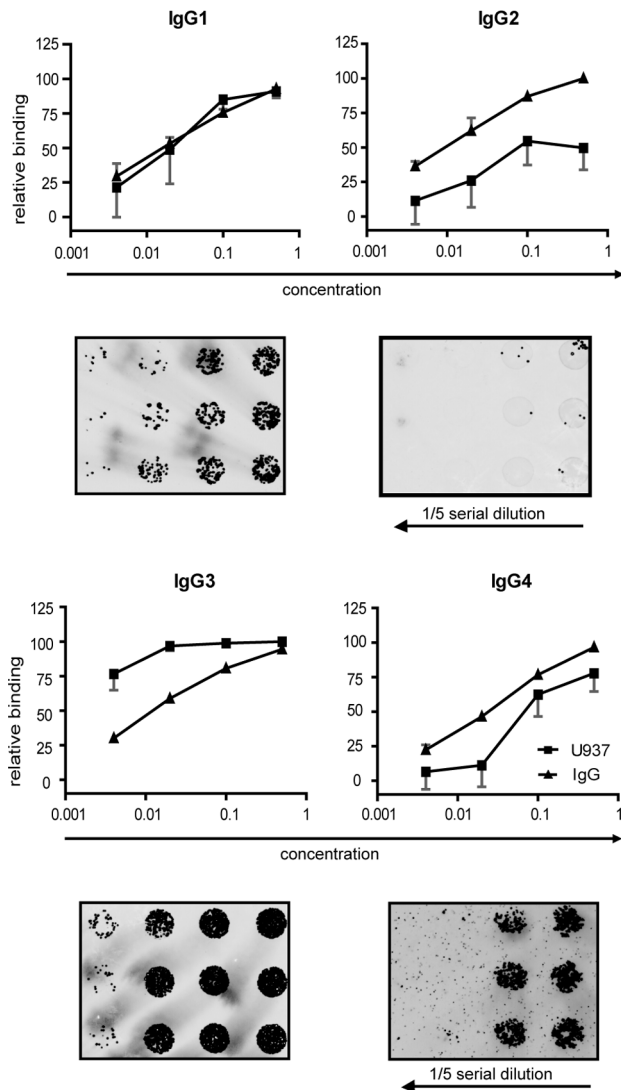 IgG1 IgG2
125 125
100 100
75 75
50 50
25 25
0 0
relative binding
0.001 0.01 0.1 1 0.001 0.01 0.1 1
concentration
1/5 serial dilution
IgG3 IgG4
125 125
100 100
75 75
50 50
25 25
0 0
relative binding
U937
IgG
0.001 0.01 0.1 1 0.001 0.01 0.1 1
concentration
1/5 serial dilution